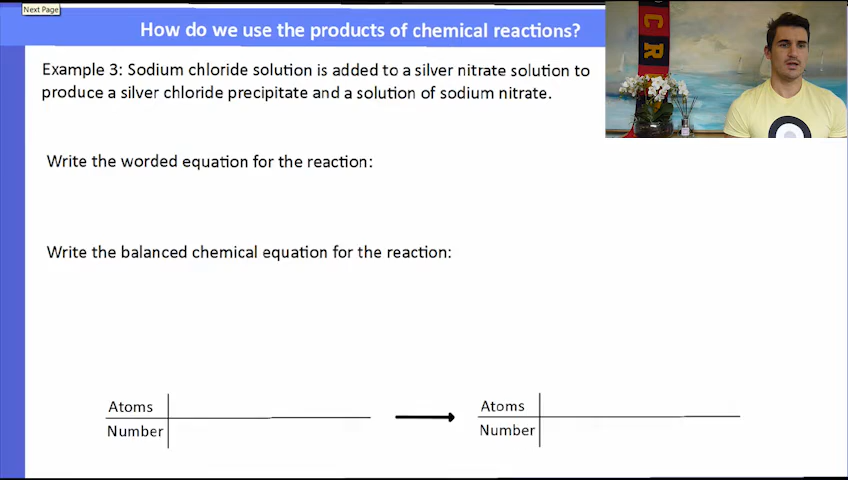 Next Page
How do we use the products of chemical reactions?
Example 3: Sodium chloride solution is added to a silver nitrate solution to
produce a silver chloride precipitate and a solution of sodium nitrate.
Write the worded equation for the reaction:
Write the balanced chemical equation for the reaction:
Atoms
Number
Atoms
Number
OCR